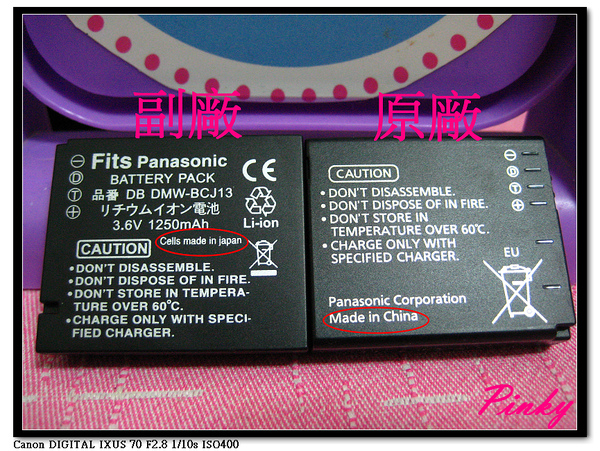 副廠
原廠
Fits Panasonic
BATTERY PACK
品番 DB DMW-BCJ13
リチウムイオン電池
3.6V 1250mAh
Cells made in japan
CE
Li-ion
CAUTION
•DON'T DISASSEMBLE.
•DON'T DISPOSE OF IN FIRE.
•DON'T STORE IN TEMPERA-
TURE OVER 60℃.
•CHARGE ONLY WITH SPECI-
FIED CHARGER.
D
T
CAUTION
•DON'T DISASSEMBLE.
•DON'T DISPOSE OF IN FIRE.
•DON'T STORE IN
TEMPERATURE OVER 60℃.
•CHARGE ONLY WITH
SPECIFIED CHARGER.
D
T
EU
Panasonic Corporation
Made in China
Pinky
Canon DIGITAL IXUS 70 F2.8 1/10s ISO400